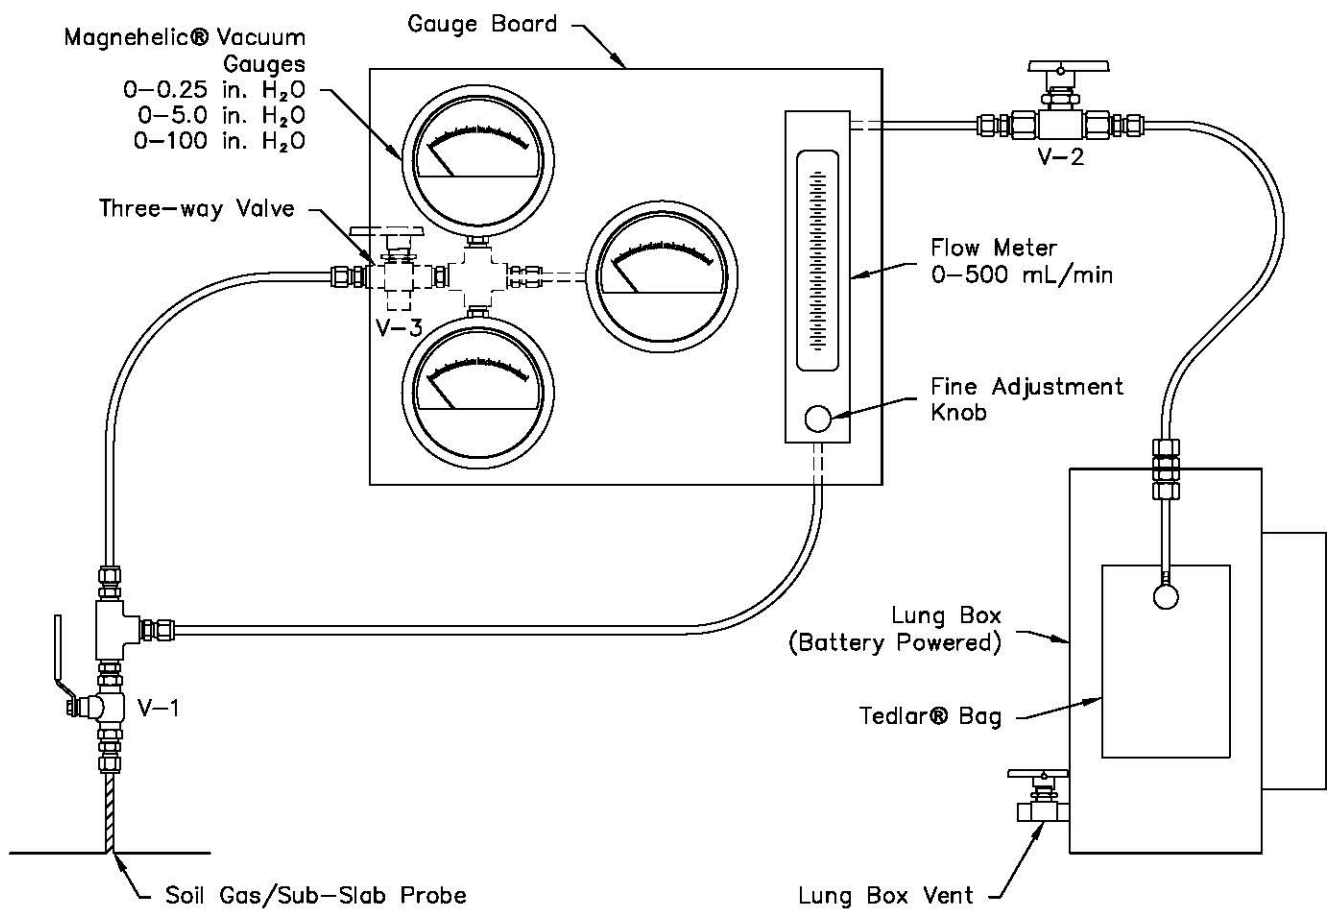 Gauge Board
Magnehelic® Vacuum
Gauges
0–0.25 in. H₂O
0–5.0 in. H₂O
0–100 in. H₂O
V–2
Three–way Valve
Flow Meter
0–500 mL/min
V–3
Fine Adjustment
Knob
Lung Box
(Battery Powered)
V–1
Tedlar® Bag
Soil Gas/Sub–Slab Probe
Lung Box Vent